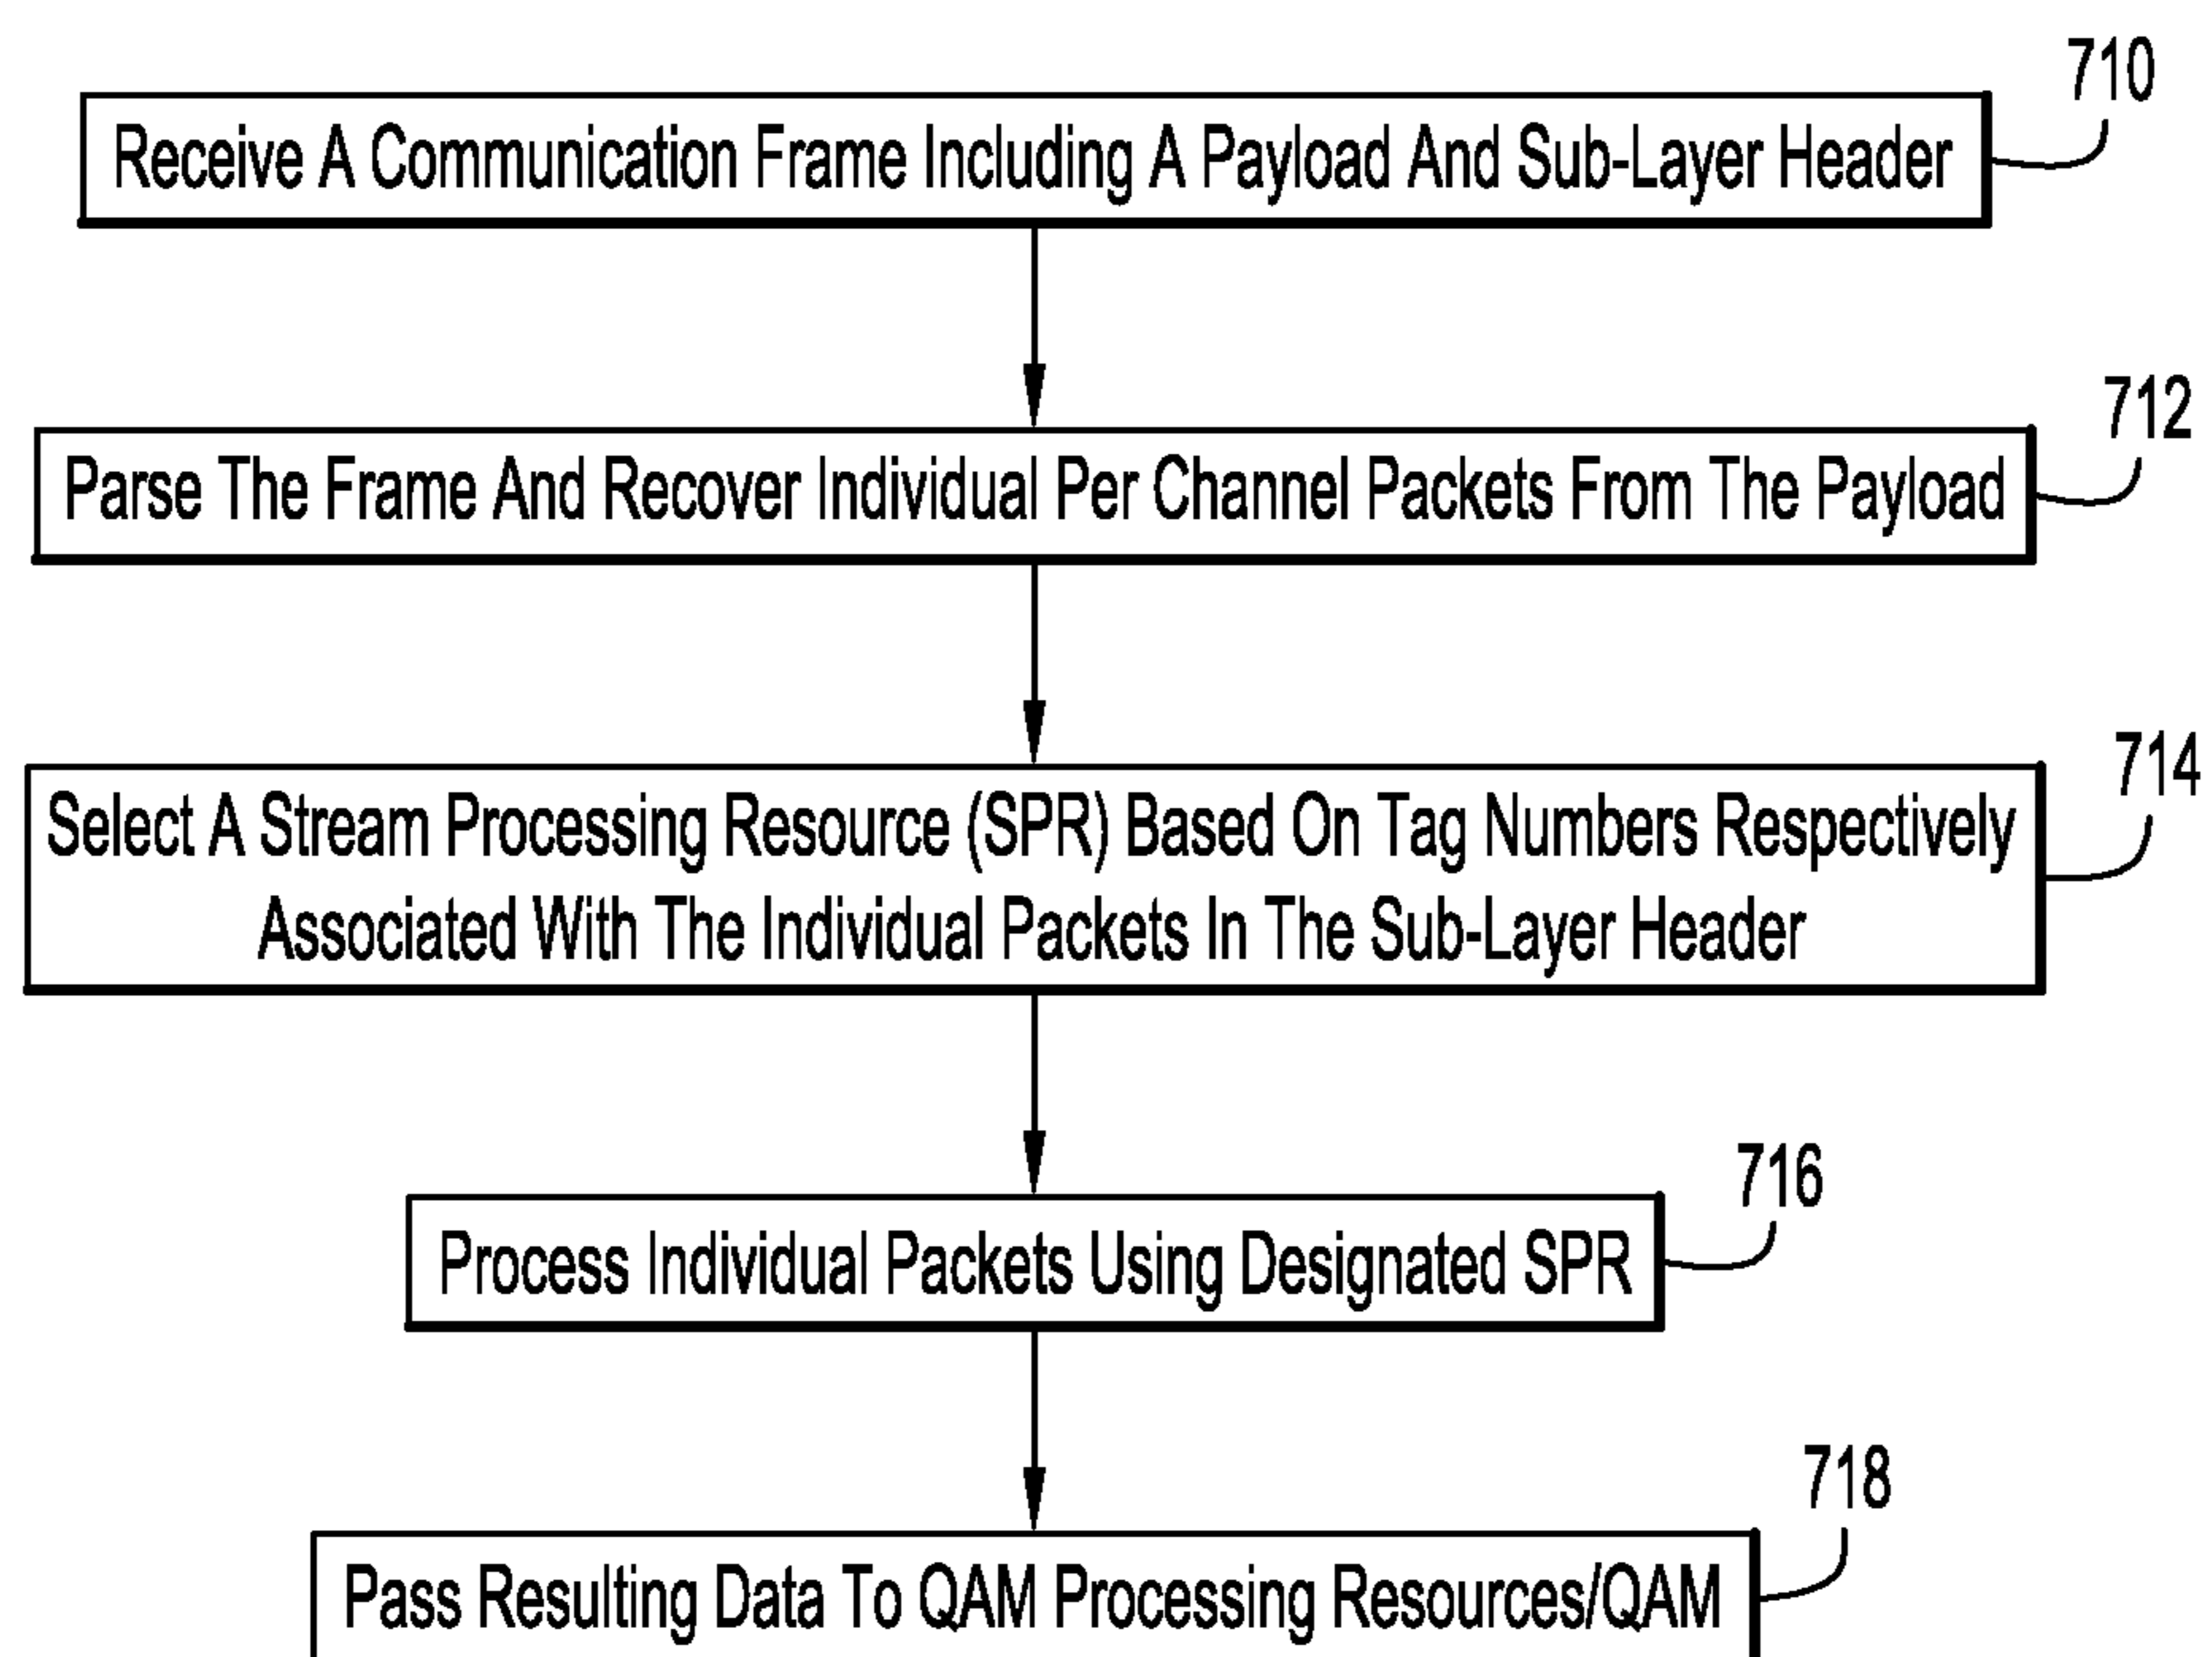 710
Receive A Communication Frame Including A Payload And Sub-Layer Header
712
Parse The Frame And Recover Individual Per Channel Packets From The Payload
714
Select A Stream Processing Resource (SPR) Based On Tag Numbers Respectively
Associated With The Individual Packets In The Sub-Layer Header
716
Process Individual Packets Using Designated SPR
718
Pass Resulting Data To QAM Processing Resources/QAM